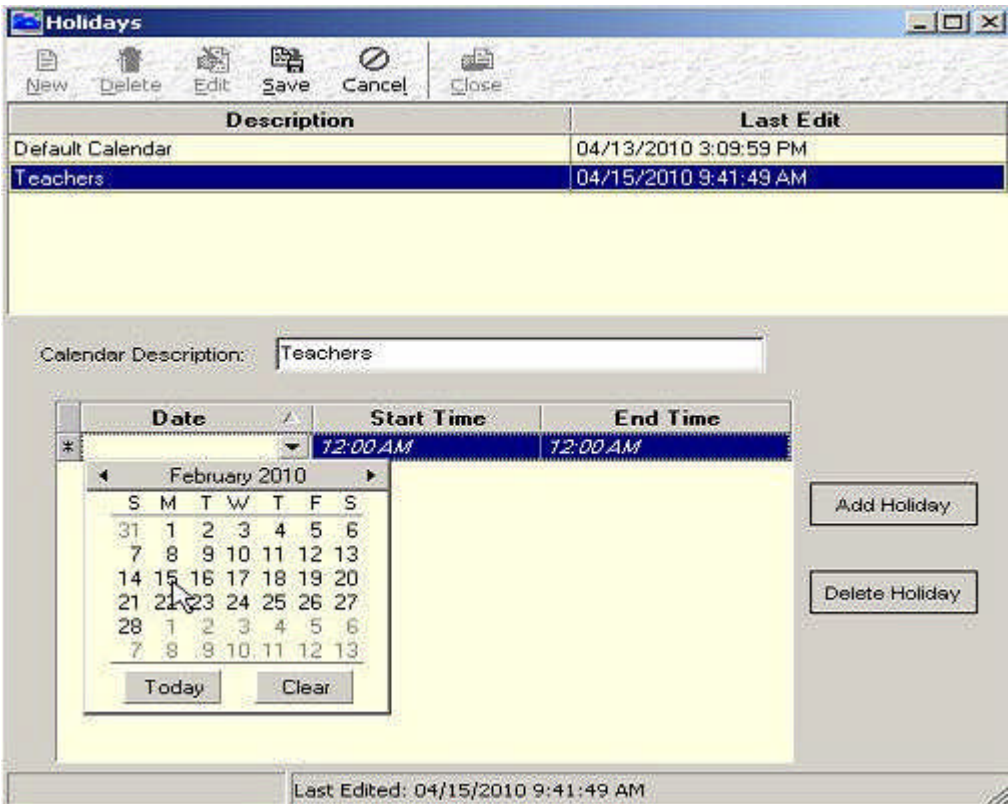 Holidays
New Delete Edit Save Cancel Close
Description Last Edit
Default Calendar 04/13/2010 3:09:59 PM
Teachers 04/15/2010 9:41:49 AM
Calendar Description: Teachers
Date Start Time End Time
* 12:00 AM 12:00 AM
February 2010
S M T W T F S
31 1 2 3 4 5 6
7 8 9 10 11 12 13
14 15 16 17 18 19 20
21 22 23 24 25 26 27
28 1 2 3 4 5 6
7 8 9 10 11 12 13
Today Clear
Add Holiday
Delete Holiday
Last Edited: 04/15/2010 9:41:49 AM